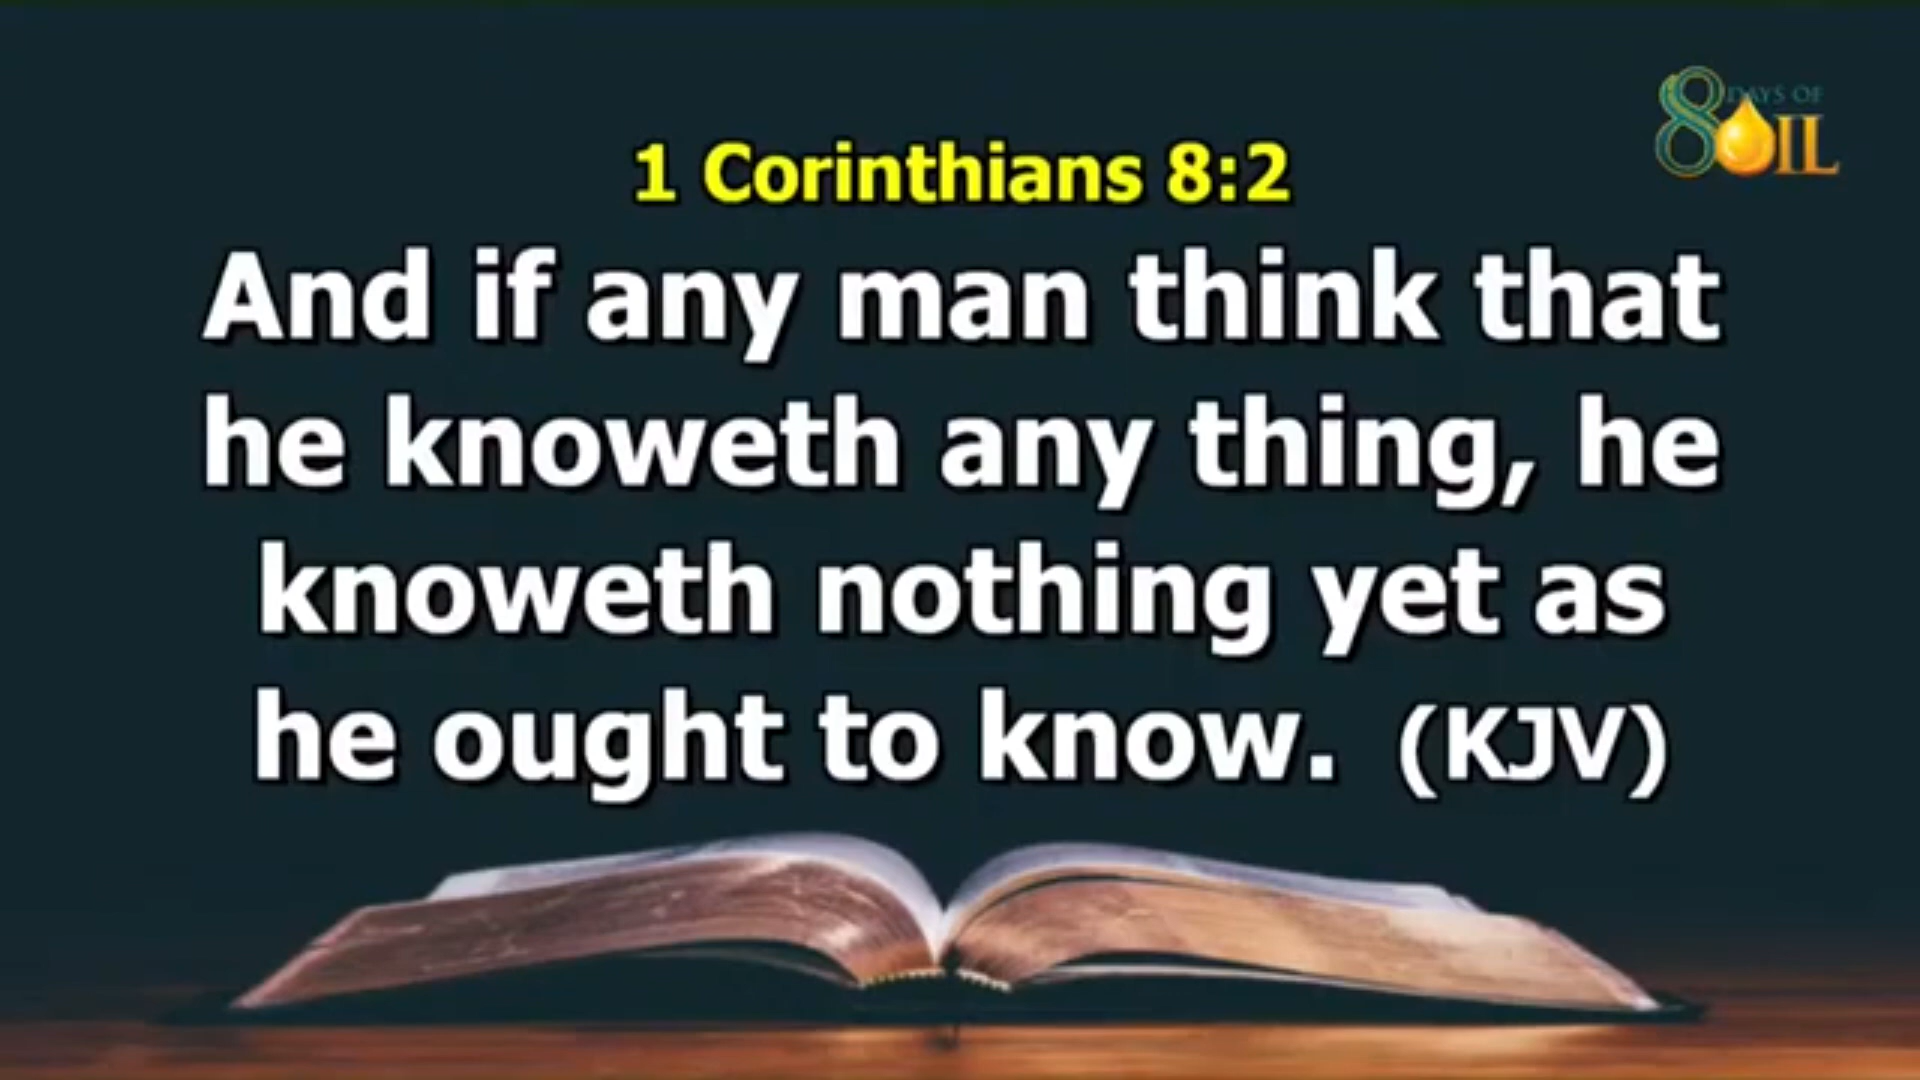 8 DAYS OF
OIL
1 Corinthians 8:2
And if any man think that
he knoweth any thing, he
knoweth nothing yet as
he ought to know. (KJV)